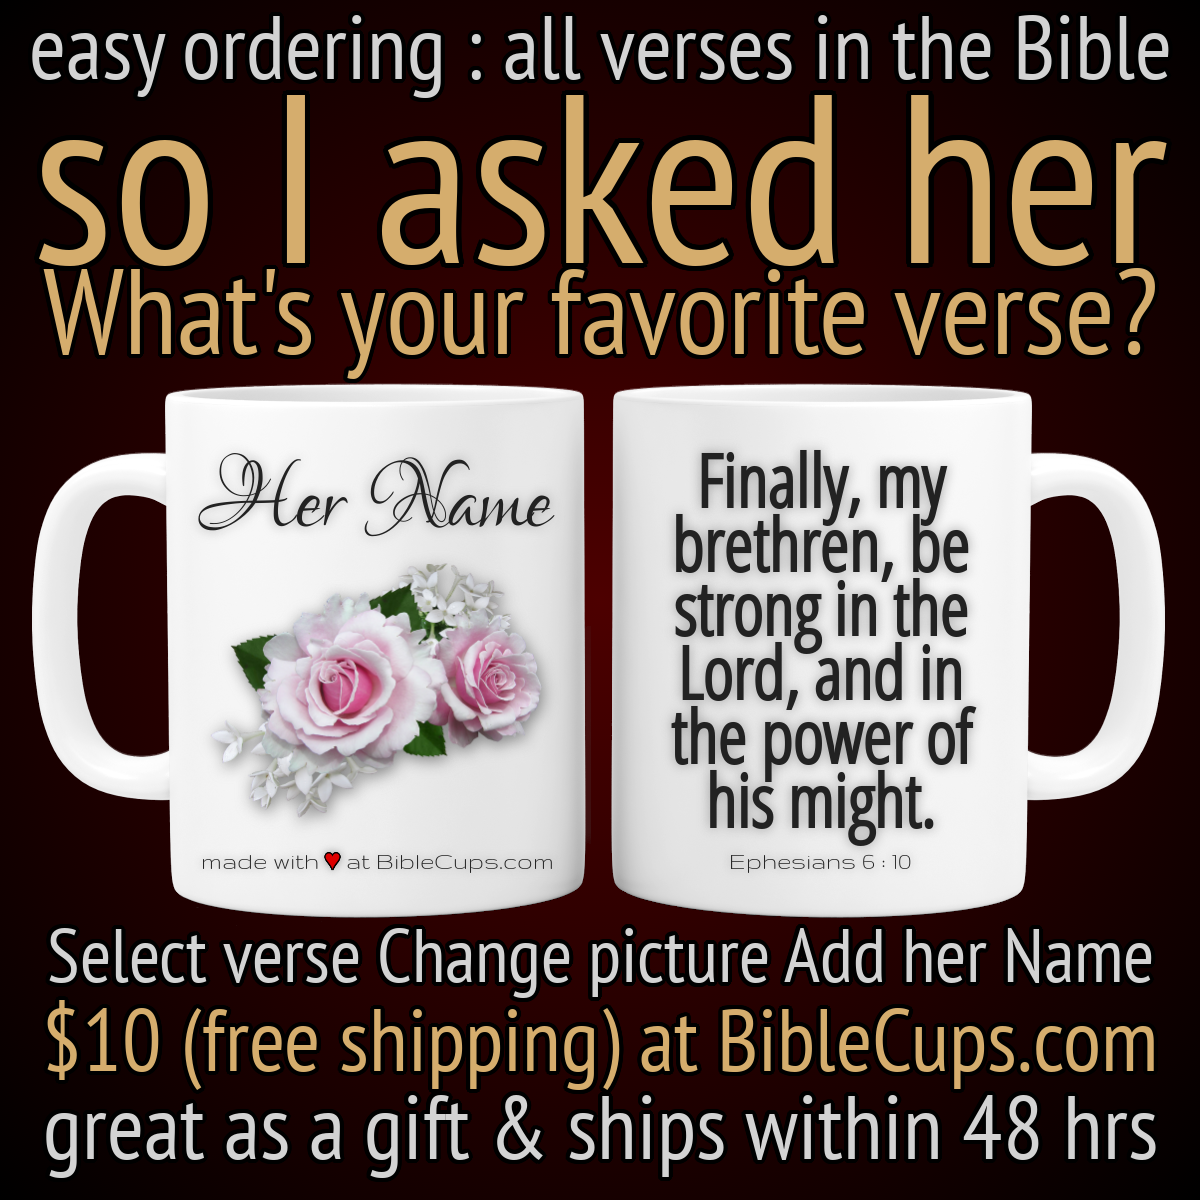 easy ordering : all verses in the Bible
so I asked her
What's your favorite verse?
Her Name
made with ♥ at BibleCups.com
Finally, my
brethren, be
strong in the
Lord, and in
the power of
his might.
Ephesians 6 : 10
Select verse Change picture Add her Name
$10 (free shipping) at BibleCups.com
great as a gift & ships within 48 hrs